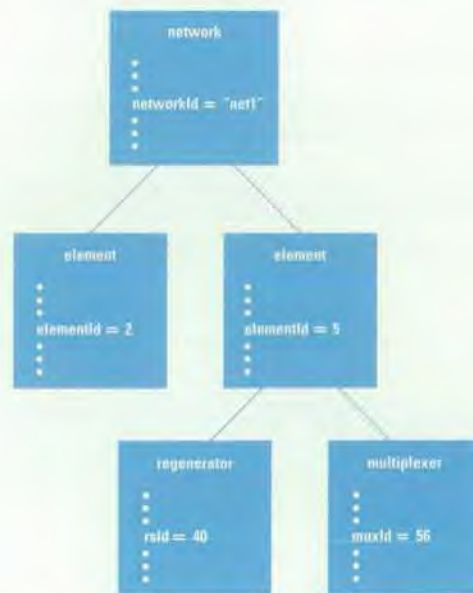 network
networkId = "net1"
element
elementId = 2
element
elementId = 5
regenerator
rsId = 40
multiplexer
muxId = 56